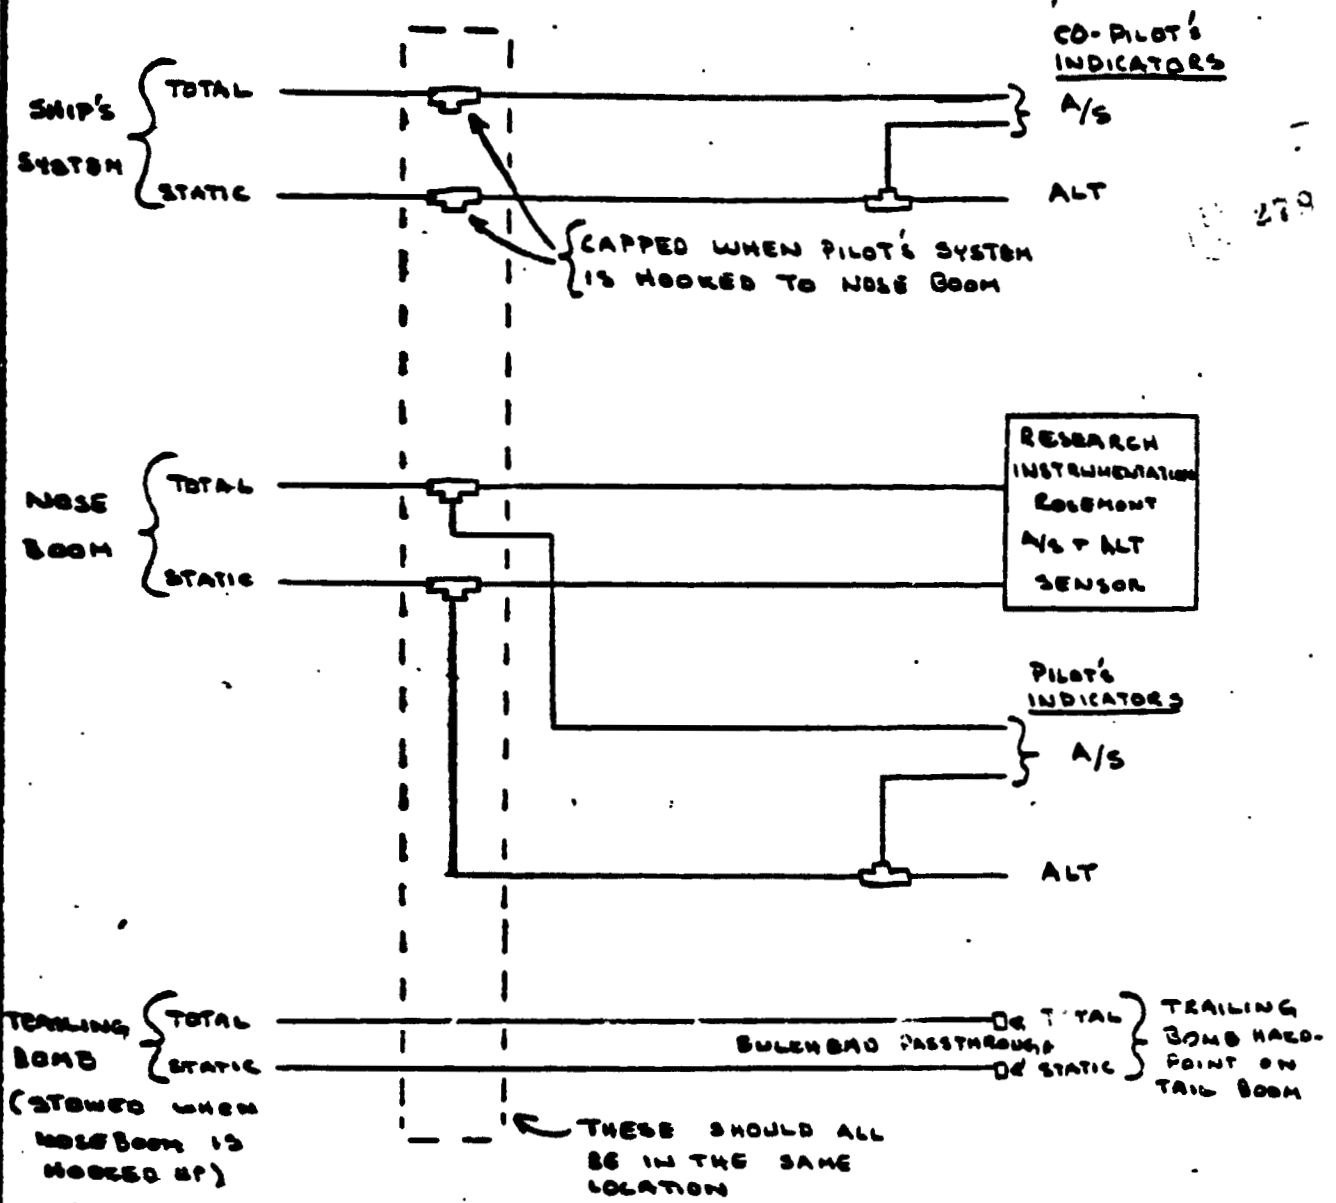 CO-PILOT'S
INDICATORS
SHIP'S
SYSTEM
TOTAL
A/S
STATIC
ALT
CAPPED WHEN PILOT'S SYSTEM
IS HOOKED TO NOSE BOOM
NOSE
BOOM
TOTAL
STATIC
RESEARCH
INSTRUMENTATION
ROSEMONT
A/S + ALT
SENSOR
PILOT'S
INDICATORS
A/S
ALT
TRAILING
BOMB
(STOWED WHEN
NOSE BOOM IS
HOOKED UP)
TOTAL
STATIC
BULKHEAD PASSTHROUGH
T TAL
STATIC
TRAILING
BOMB HARD-
POINT ON
TAIL BOOM
THESE SHOULD ALL
BE IN THE SAME
LOCATION